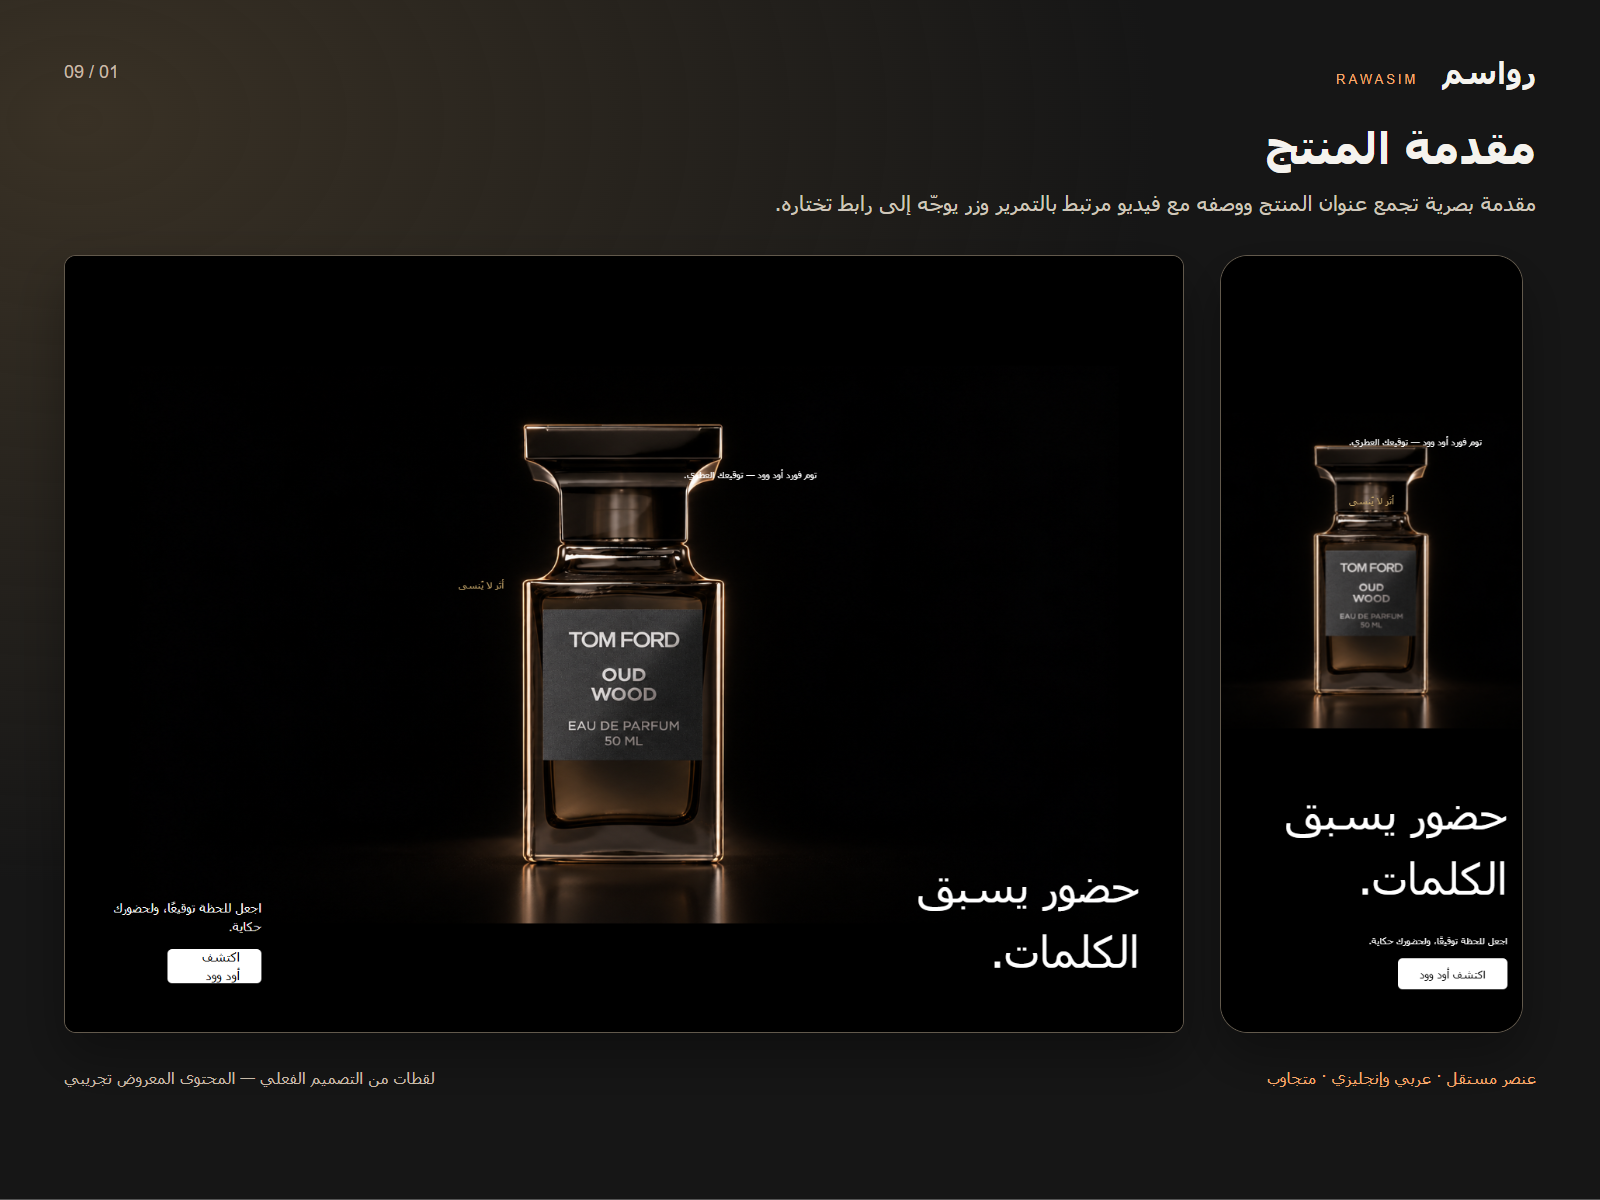 رواسم RAWASIM
09 / 01
مقدمة المنتج
مقدمة بصرية تجمع عنوان المنتج ووصفه مع فيديو مرتبط بالتمرير وزر يوجّه إلى رابط تختاره.
توم فورد أود وود — توقيعك العطري.
أثر لا يُنسى
TOM FORD
OUD
WOOD
EAU DE PARFUM
50 ML
حضور يسبق
الكلمات.
اجعل للحظة توقيعًا، ولحضورك حكاية.
اكتشف أود وود
توم فورد أود وود — توقيعك العطري.
أثر لا يُنسى
TOM FORD
OUD
WOOD
EAU DE PARFUM
50 ML
حضور يسبق
الكلمات.
اجعل للحظة توقيعًا، ولحضورك
حكاية.
اكتشف
أود وود
عنصر مستقل · عربي وإنجليزي · متجاوب
لقطات من التصميم الفعلي — المحتوى المعروض تجريبي